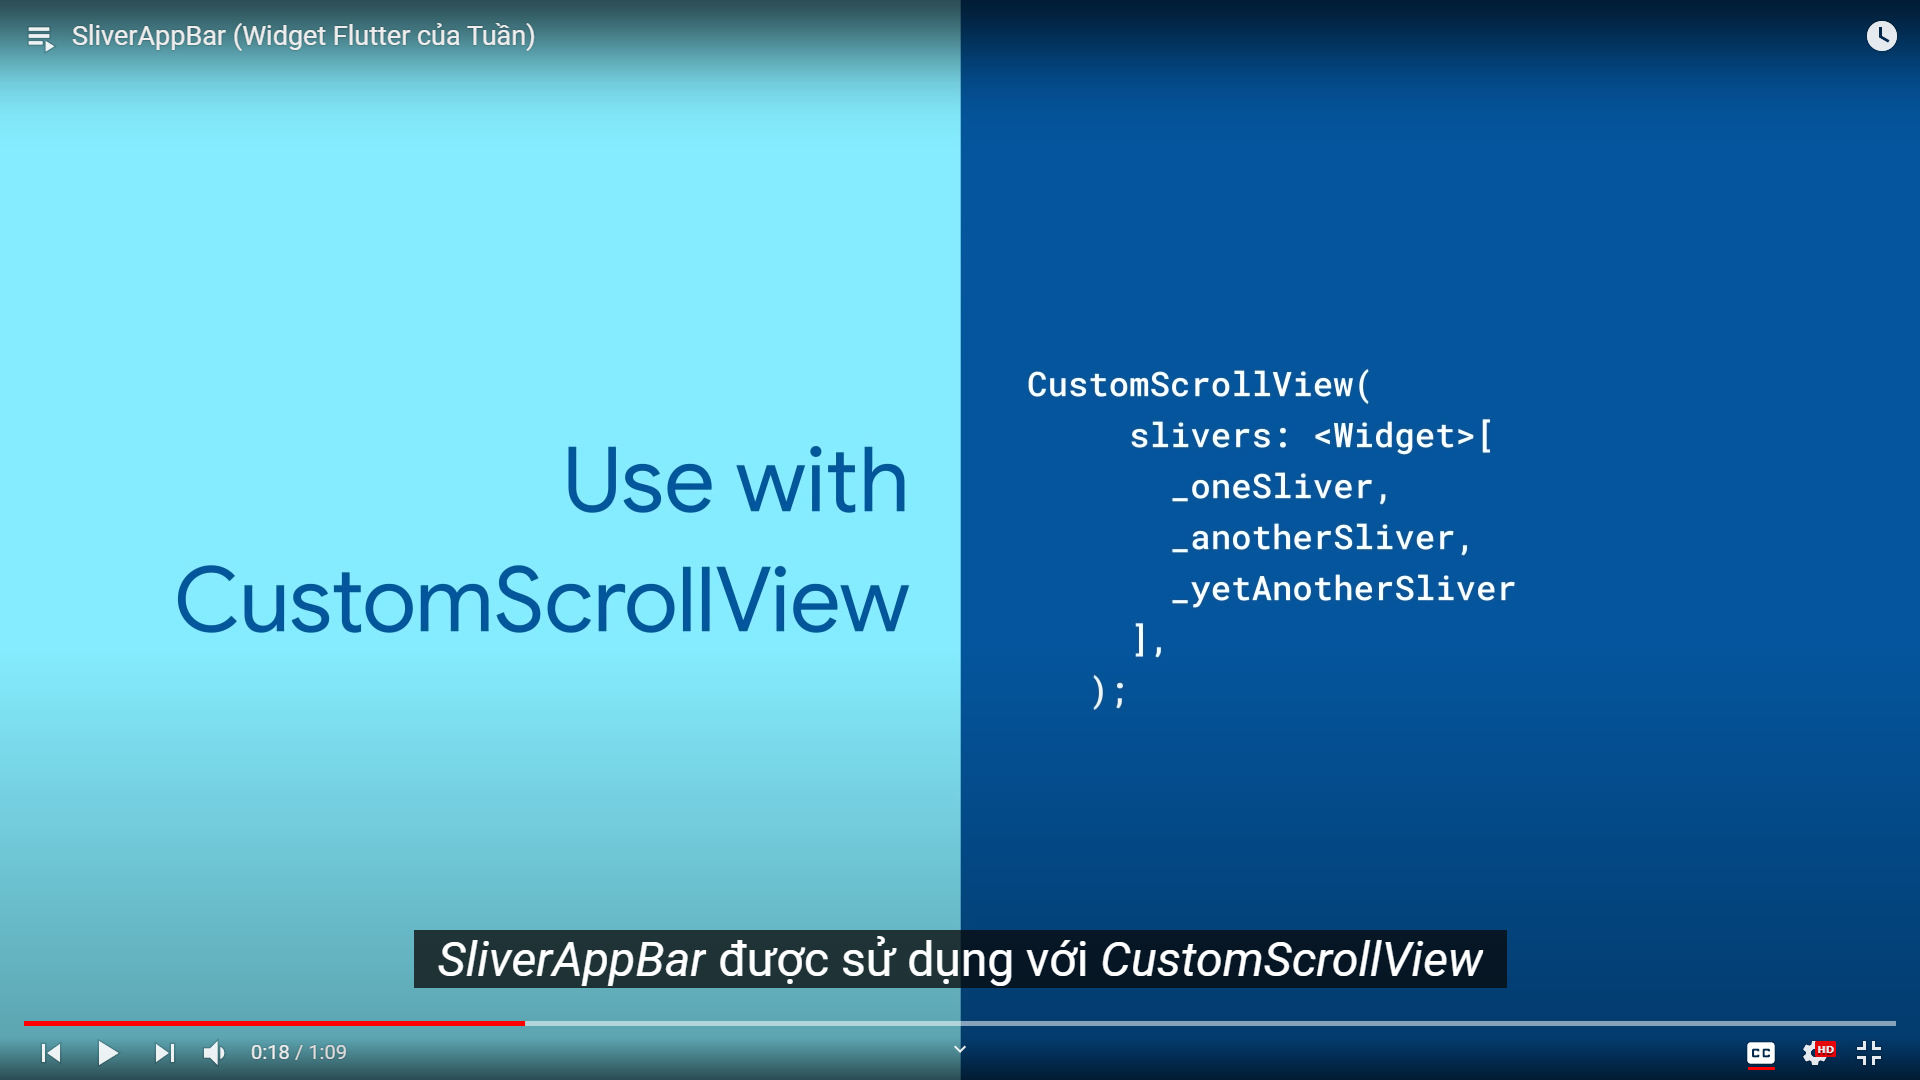 SliverAppBar (Widget Flutter của Tuần)
Use with
CustomScrollView
CustomScrollView(
slivers: <Widget>[
_oneSliver,
_anotherSliver,
_yetAnotherSliver
],
);
SliverAppBar được sử dụng với CustomScrollView
0:18 / 1:09
CC
HD